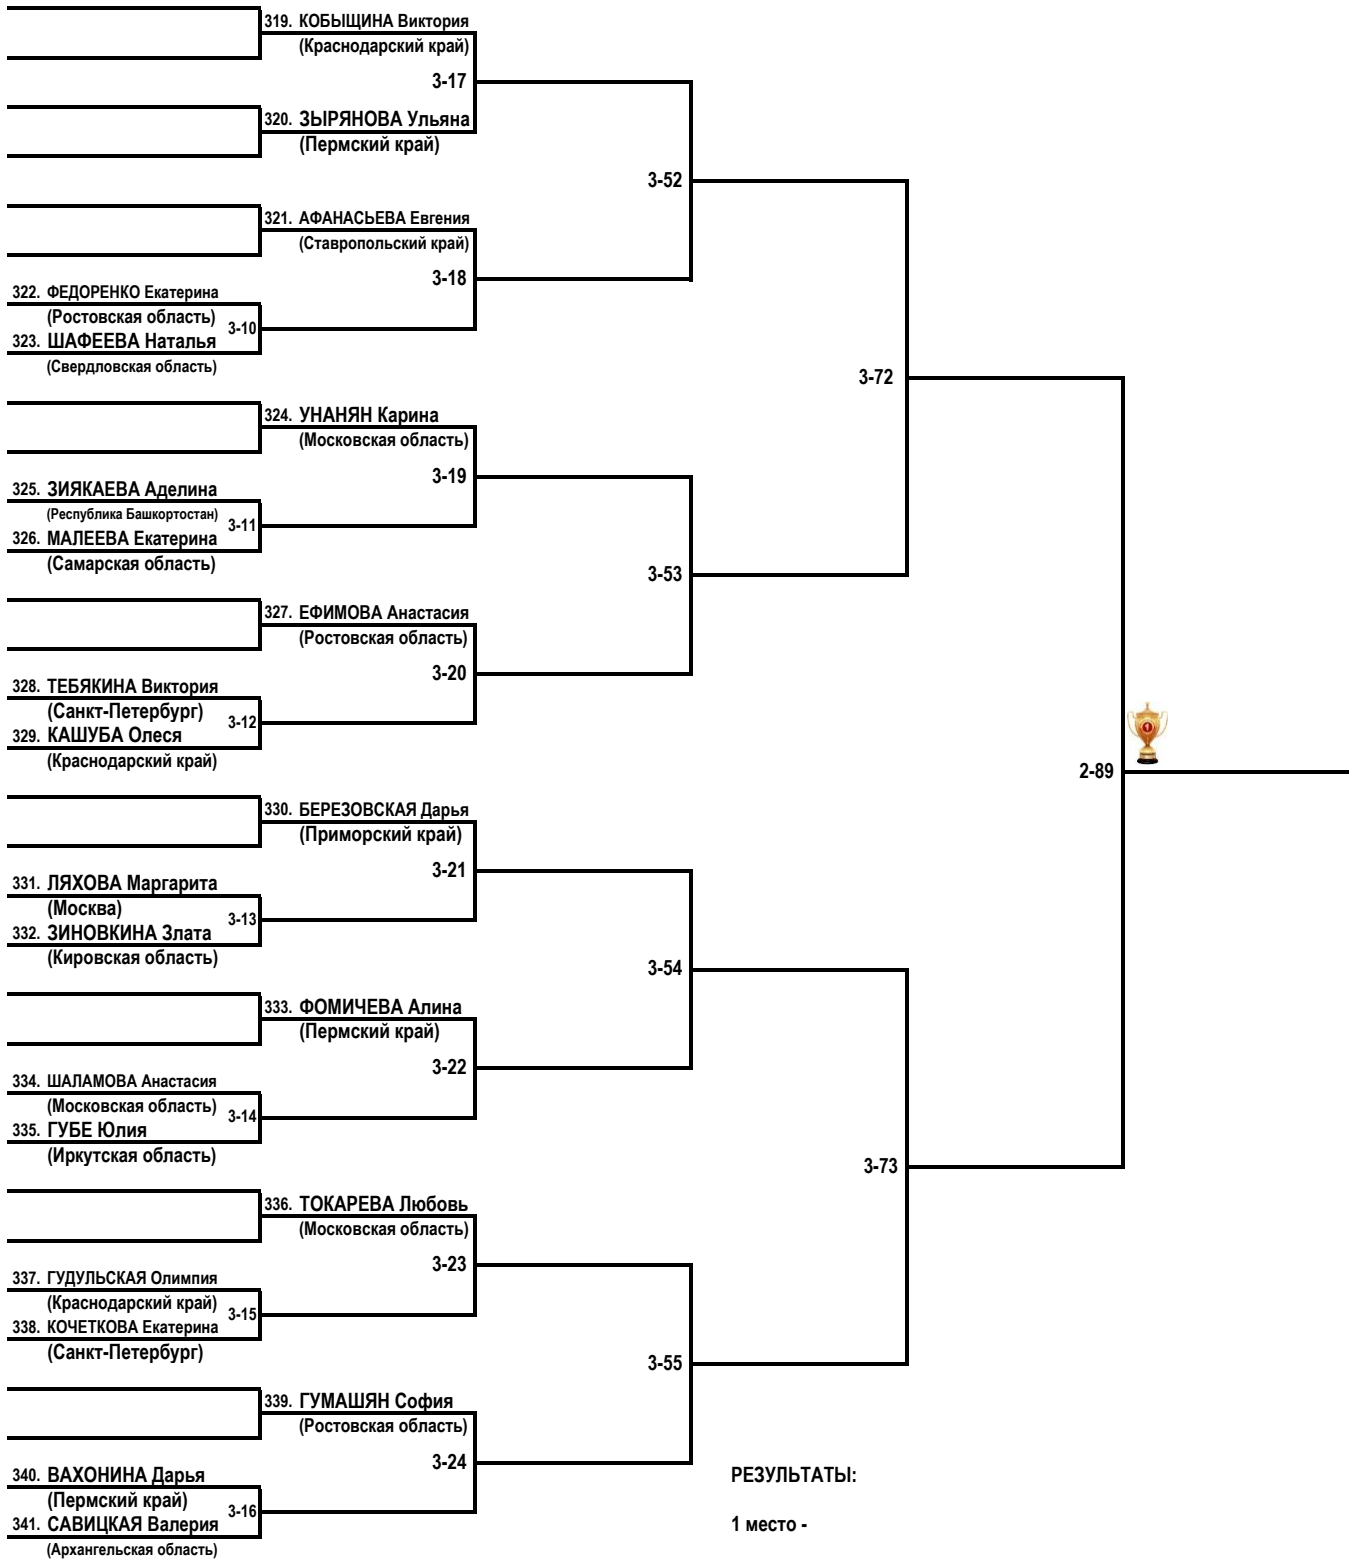 319. КОБЫЩИНА Виктория
(Краснодарский край)
3-17
320. ЗЫРЯНОВА Ульяна
(Пермский край)
3-52
321. АФАНАСЬЕВА Евгения
(Ставропольский край)
3-18
322. ФЕДОРЕНКО Екатерина
(Ростовская область)
3-10
323. ШАФЕЕВА Наталья
(Свердловская область)
3-72
324. УНАНЯН Карина
(Московская область)
3-19
325. ЗИЯКАЕВА Аделина
(Республика Башкортостан)
3-11
326. МАЛЕЕВА Екатерина
(Самарская область)
3-53
327. ЕФИМОВА Анастасия
(Ростовская область)
3-20
328. ТЕБЯКИНА Виктория
(Санкт-Петербург)
3-12
329. КАШУБА Олеся
(Краснодарский край)
1
2-89
330. БЕРЕЗОВСКАЯ Дарья
(Приморский край)
3-21
331. ЛЯХОВА Маргарита
(Москва)
3-13
332. ЗИНОВКИНА Злата
(Кировская область)
3-54
333. ФОМИЧЕВА Алина
(Пермский край)
3-22
334. ШАЛАМОВА Анастасия
(Московская область)
3-14
335. ГУБЕ Юлия
(Иркутская область)
3-73
336. ТОКАРЕВА Любовь
(Московская область)
3-23
337. ГУДУЛЬСКАЯ Олимпия
(Краснодарский край)
3-15
338. КОЧЕТКОВА Екатерина
(Санкт-Петербург)
3-55
339. ГУМАШЯН София
(Ростовская область)
3-24
340. ВАХОНИНА Дарья
(Пермский край)
3-16
341. САВИЦКАЯ Валерия
(Архангельская область)
РЕЗУЛЬТАТЫ:
1 место -